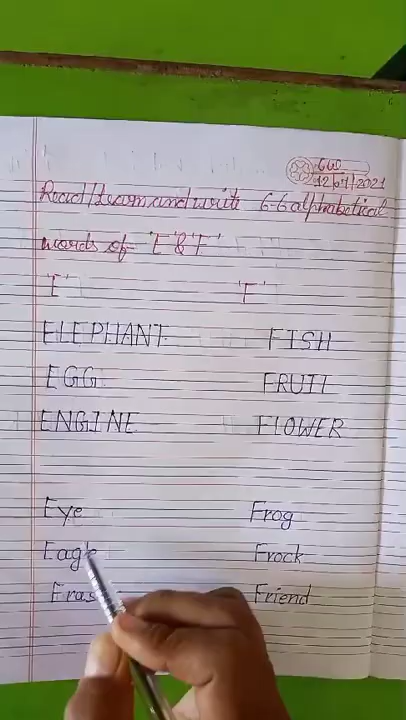 CW
12/07/2021
Read/Learn and write 6-6 alphabetical
words of- 'E' & 'F'
'E' 'F'
ELEPHANT FISH
EGG FRUIT
ENGINE FLOWER
Eye Frog
Eagle Frock
Eras Friend